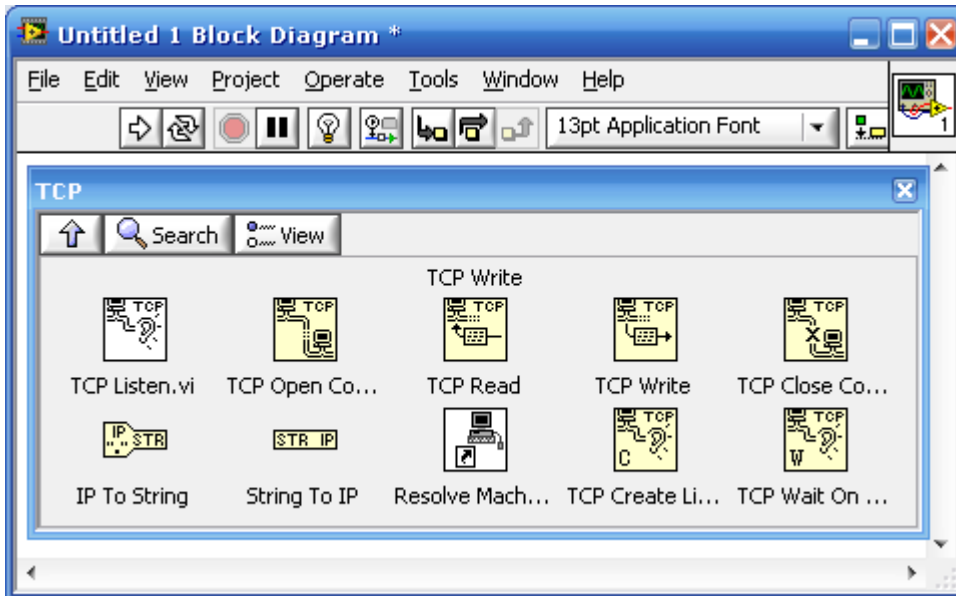 Untitled 1 Block Diagram *
File Edit View Project Operate Tools Window Help
13pt Application Font
1
TCP
Search View
TCP Write
TCP TCP TCP TCP TCP
TCP Listen.vi TCP Open Co... TCP Read TCP Write TCP Close Co...
IP STR STR IP TCP C TCP W
IP To String String To IP Resolve Mach... TCP Create Li... TCP Wait On ...